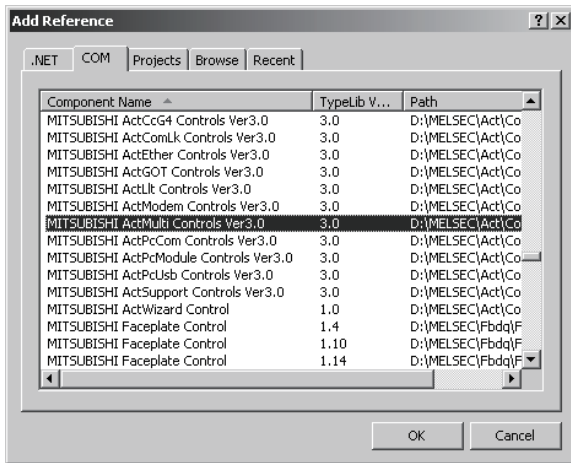 Add Reference
.NET COM Projects Browse Recent
Component Name TypeLib V... Path
MITSUBISHI ActCcG4 Controls Ver3.0 3.0 D:\MELSEC\Act\Co
MITSUBISHI ActComLk Controls Ver3.0 3.0 D:\MELSEC\Act\Co
MITSUBISHI ActEther Controls Ver3.0 3.0 D:\MELSEC\Act\Co
MITSUBISHI ActGOT Controls Ver3.0 3.0 D:\MELSEC\Act\Co
MITSUBISHI ActLlt Controls Ver3.0 3.0 D:\MELSEC\Act\Co
MITSUBISHI ActModem Controls Ver3.0 3.0 D:\MELSEC\Act\Co
MITSUBISHI ActMulti Controls Ver3.0 3.0 D:\MELSEC\Act\Co
MITSUBISHI ActPcCom Controls Ver3.0 3.0 D:\MELSEC\Act\Co
MITSUBISHI ActPcModule Controls Ver3.0 3.0 D:\MELSEC\Act\Co
MITSUBISHI ActPcUsb Controls Ver3.0 3.0 D:\MELSEC\Act\Co
MITSUBISHI ActSupport Controls Ver3.0 3.0 D:\MELSEC\Act\Co
MITSUBISHI ActWizard Control 1.0 D:\MELSEC\Act\Co
MITSUBISHI Faceplate Control 1.4 D:\MELSEC\Fbdq\F
MITSUBISHI Faceplate Control 1.10 D:\MELSEC\Fbdq\F
MITSUBISHI Faceplate Control 1.14 D:\MELSEC\Fbdq\F
OK Cancel